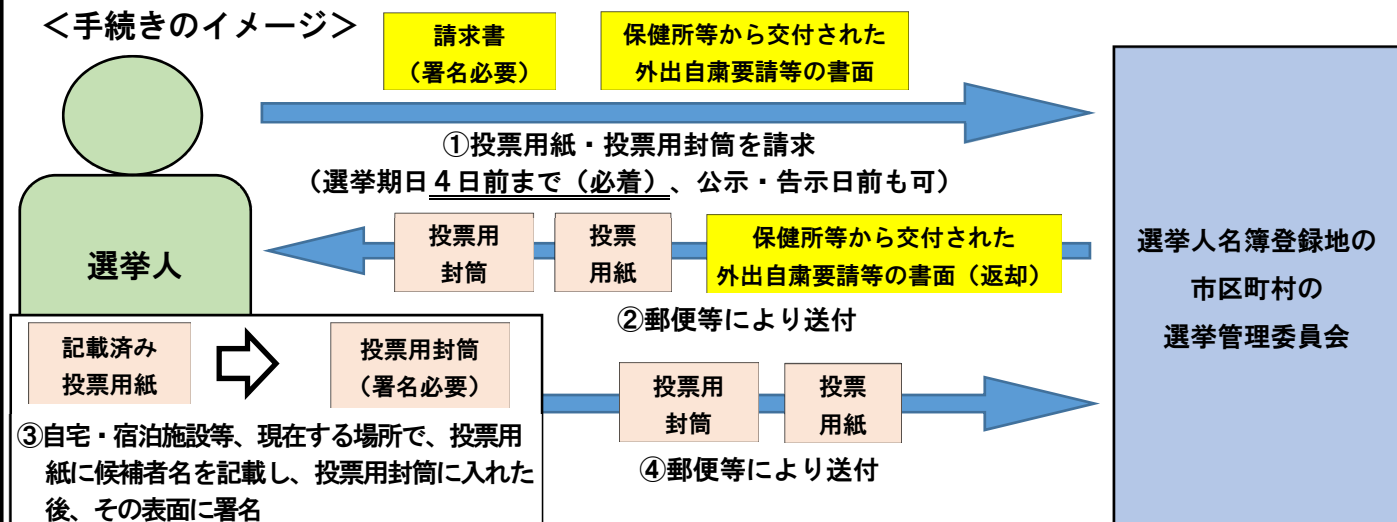 ＜手続きのイメージ＞
請求書
（署名必要）
保健所等から交付された
外出自粛要請等の書面
①投票用紙・投票用封筒を請求
（選挙期日４日前まで（必着）、公示・告示日前も可）
選挙人
投票用
封筒
投票
用紙
保健所等から交付された
外出自粛要請等の書面（返却）
②郵便等により送付
選挙人名簿登録地の
市区町村の
選挙管理委員会
記載済み
投票用紙
投票用封筒
（署名必要）
③自宅・宿泊施設等、現在する場所で、投票用
紙に候補者名を記載し、投票用封筒に入れた
後、その表面に署名
投票用
封筒
投票
用紙
④郵便等により送付